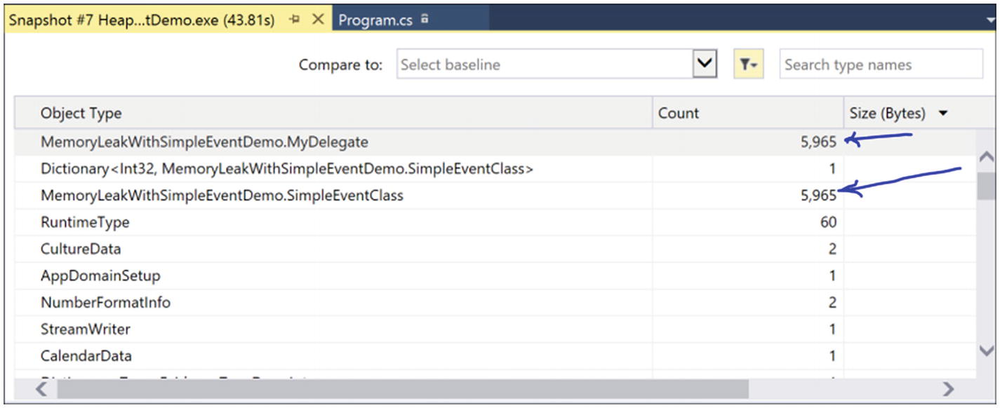 Snapshot #7 Heap...tDemo.exe (43.81s) Program.cs
Compare to: Select baseline Search type names
Object Type Count Size (Bytes)
MemoryLeakWithSimpleEventDemo.MyDelegate 5,965
Dictionary<Int32, MemoryLeakWithSimpleEventDemo.SimpleEventClass> 1
MemoryLeakWithSimpleEventDemo.SimpleEventClass 5,965
RuntimeType 60
CultureData 2
AppDomainSetup 1
NumberFormatInfo 2
StreamWriter 1
CalendarData 1